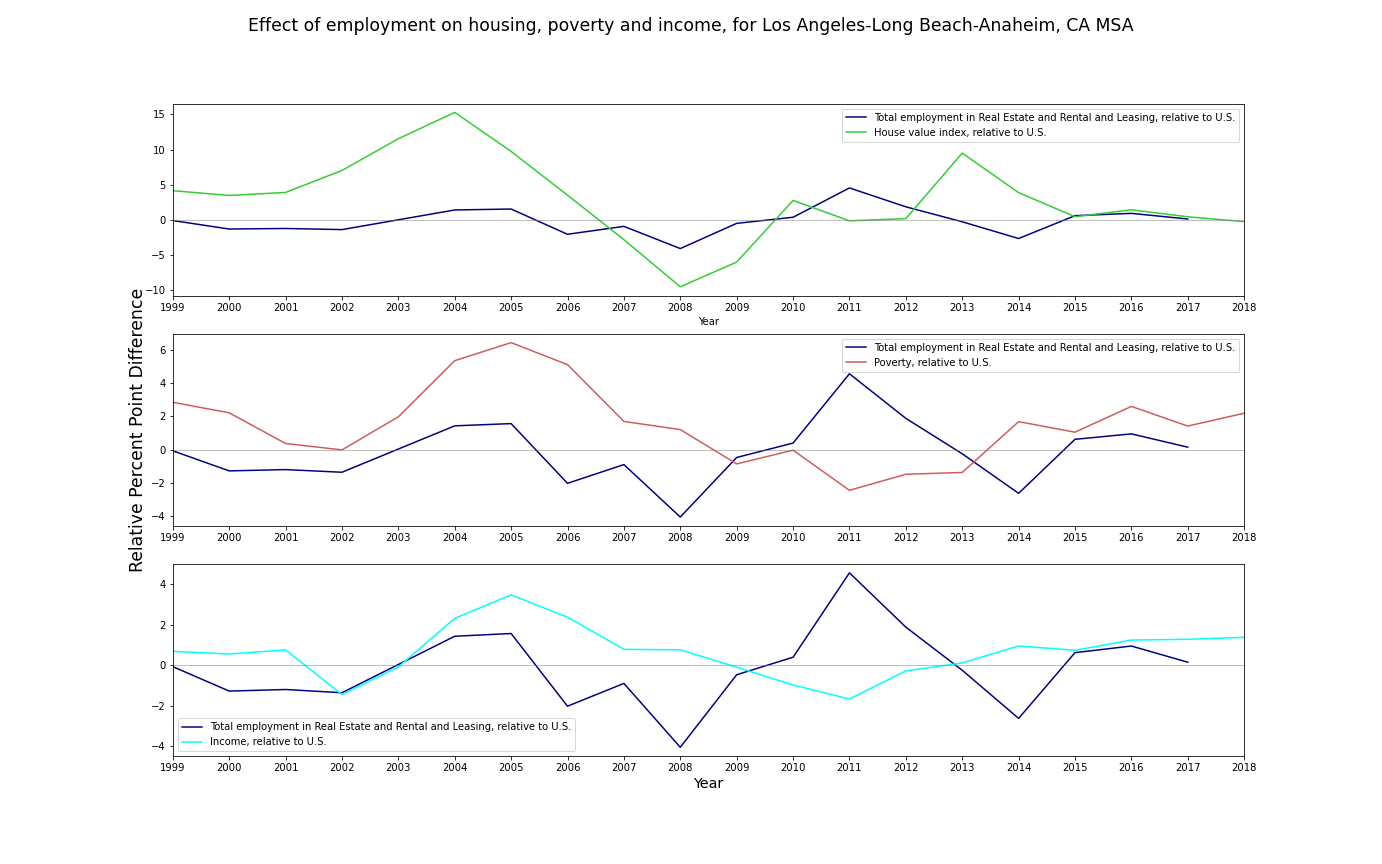 Effect of employment on housing, poverty and income, for Los Angeles-Long Beach-Anaheim, CA MSA
Relative Percent Point Difference
15
10
5
0
−5
−10
Total employment in Real Estate and Rental and Leasing, relative to U.S.
House value index, relative to U.S.
1999 2000 2001 2002 2003 2004 2005 2006 2007 2008 2009 2010 2011 2012 2013 2014 2015 2016 2017 2018
Year
6
4
2
0
−2
−4
Total employment in Real Estate and Rental and Leasing, relative to U.S.
Poverty, relative to U.S.
1999 2000 2001 2002 2003 2004 2005 2006 2007 2008 2009 2010 2011 2012 2013 2014 2015 2016 2017 2018
4
2
0
−2
−4
Total employment in Real Estate and Rental and Leasing, relative to U.S.
Income, relative to U.S.
1999 2000 2001 2002 2003 2004 2005 2006 2007 2008 2009 2010 2011 2012 2013 2014 2015 2016 2017 2018
Year